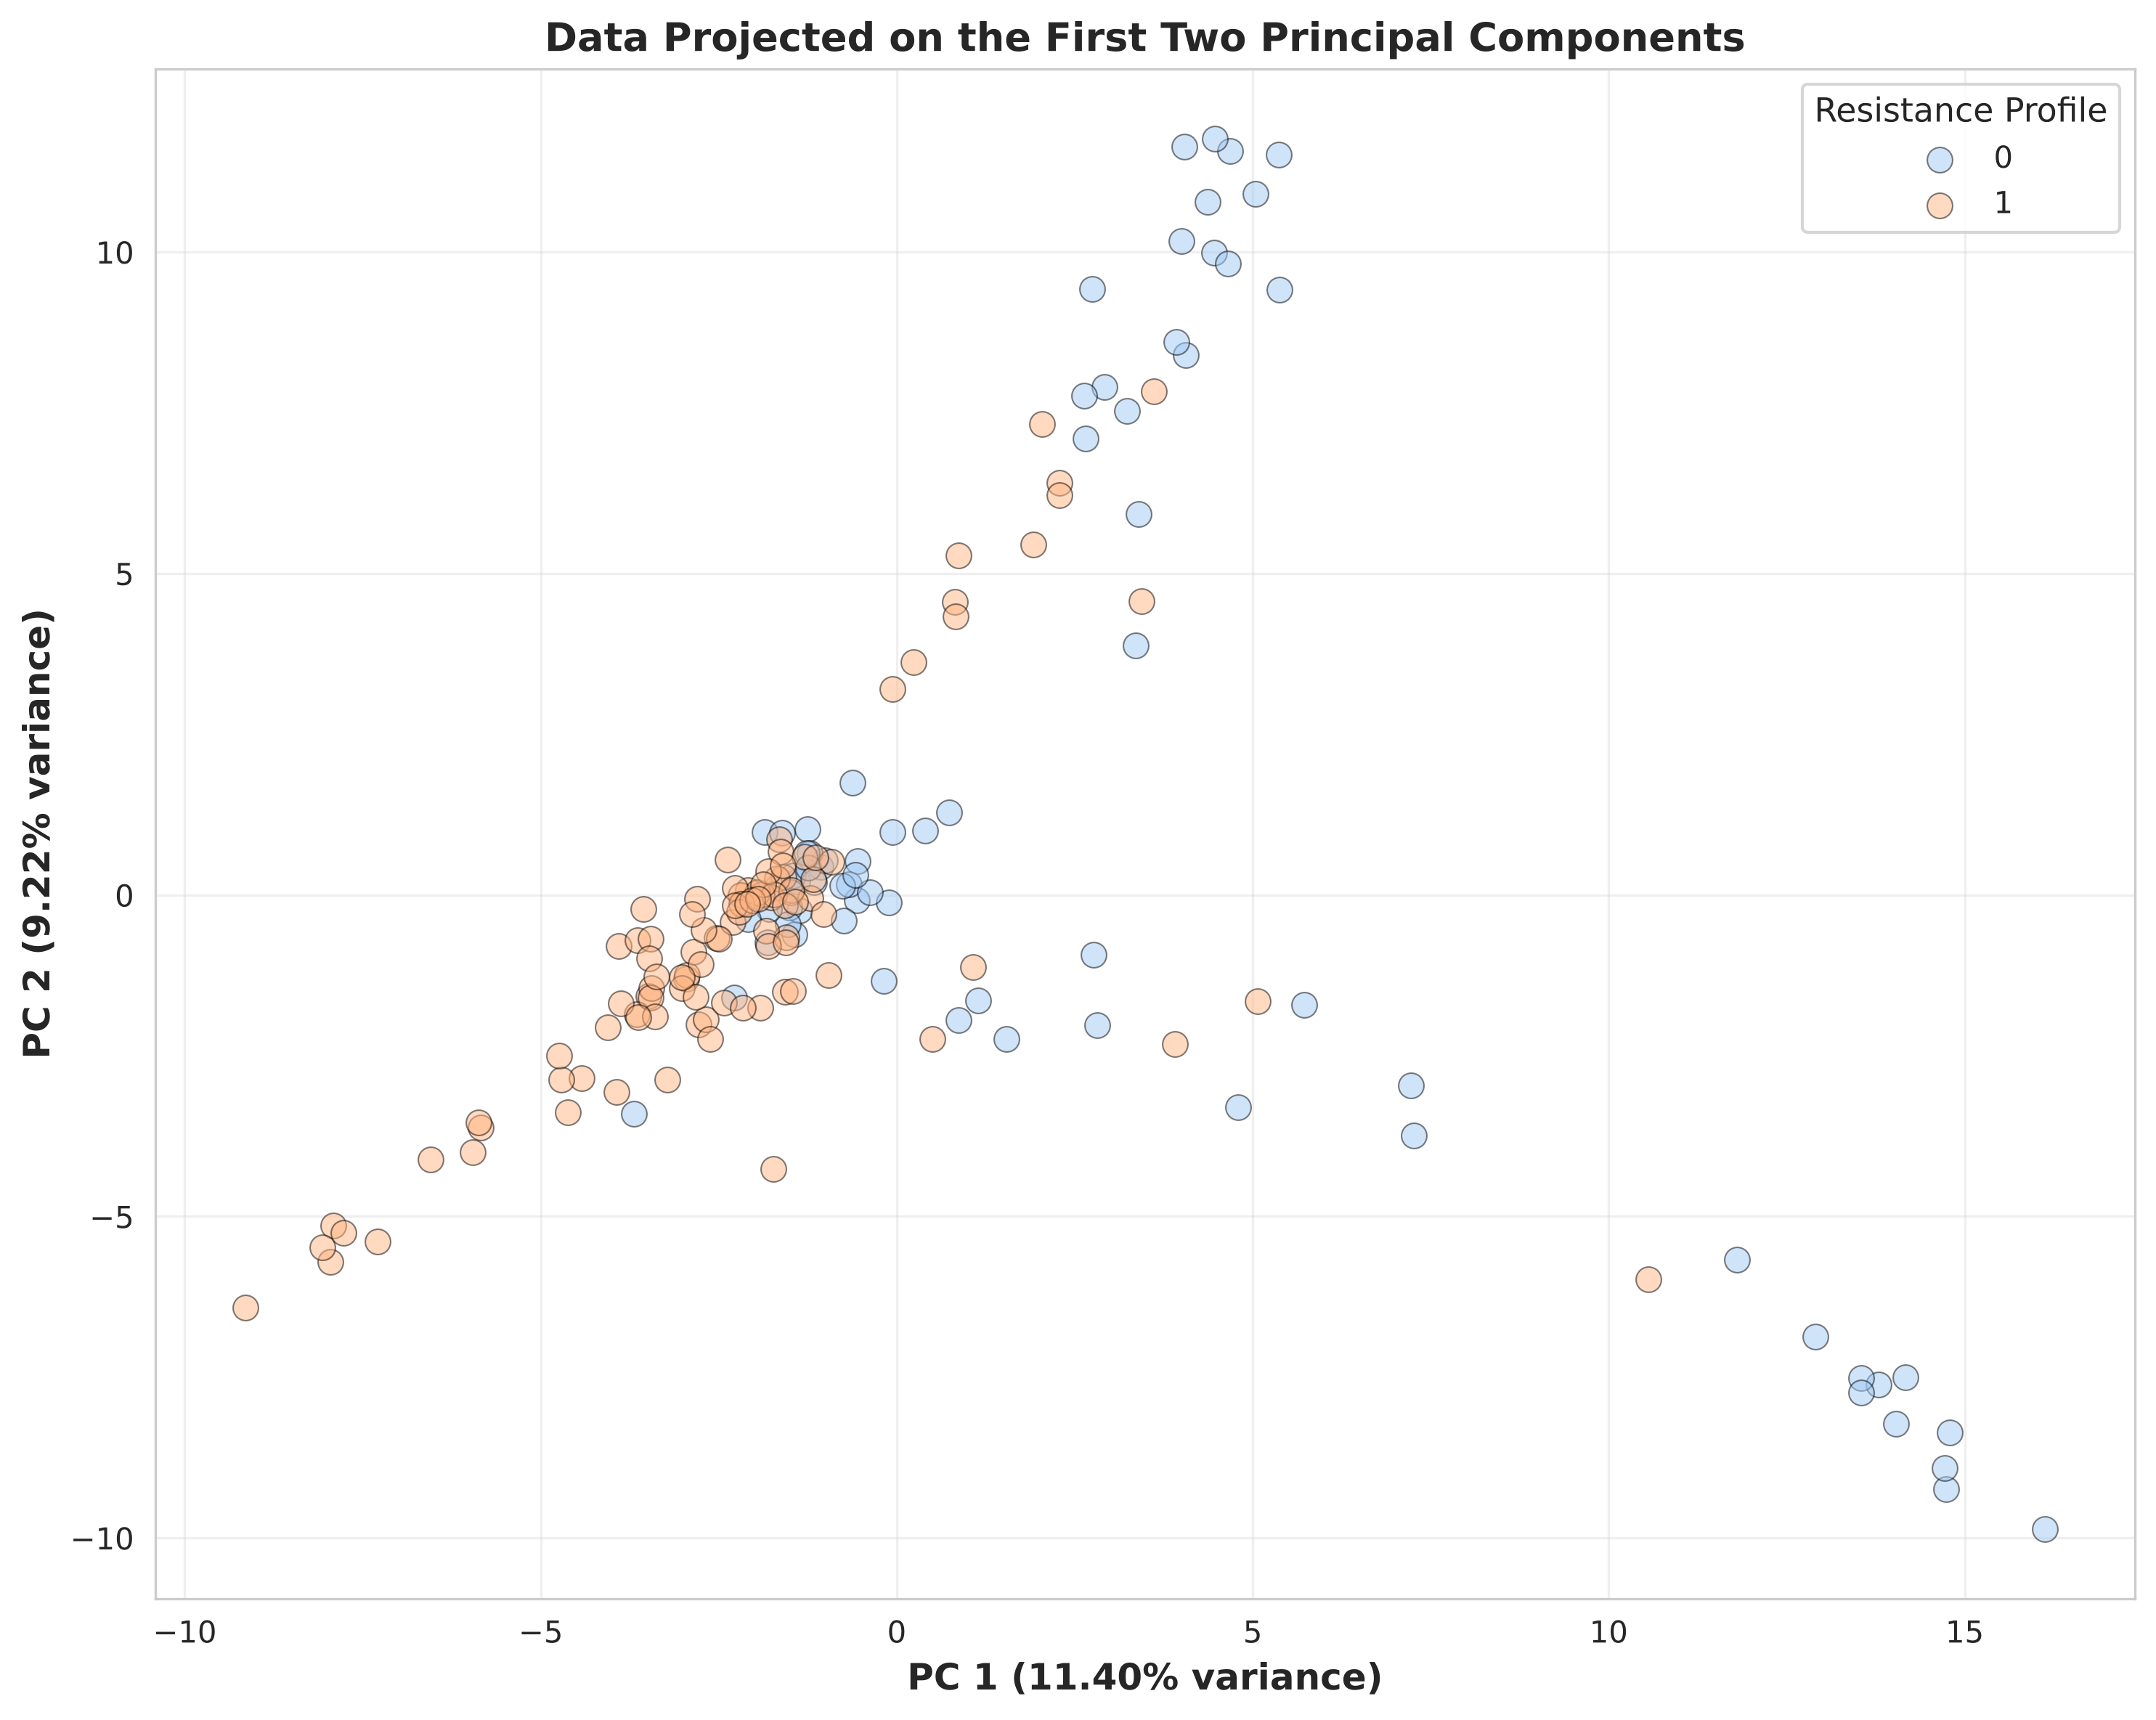 Data Projected on the First Two Principal Components
Resistance Profile
0
1
PC 2 (9.22% variance)
10
5
0
−5
−10
−10 −5 0 5 10 15
PC 1 (11.40% variance)